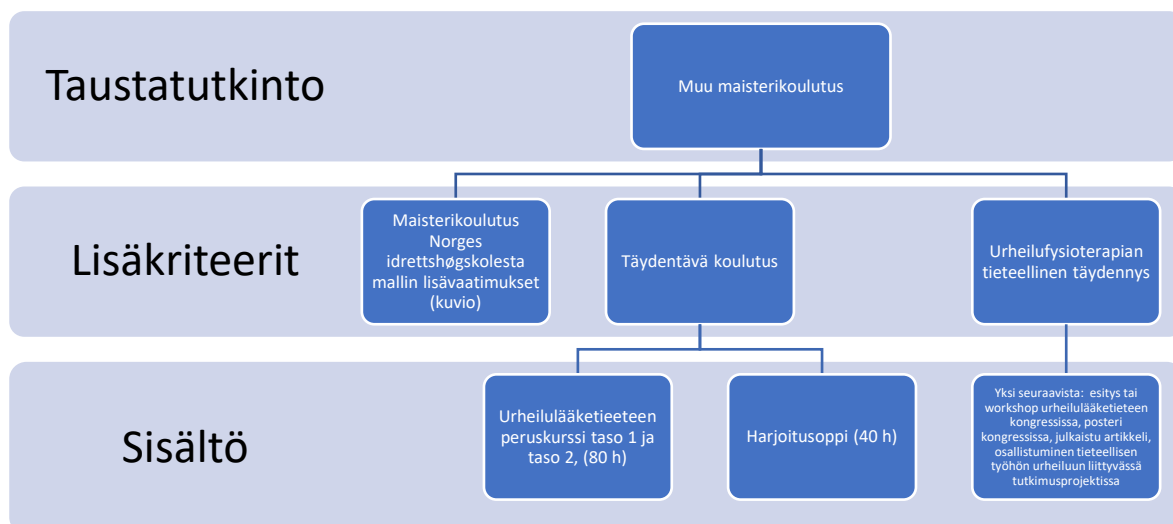 Taustatutkinto
Muu maisterikoulutus
Lisäkriteerit
Maisterikoulutus
Norges
idrettshøgskolesta
mallin lisävaatimukset
(kuvio)
Täydentävä koulutus
Urheilufysioterapian
tieteellinen täydennys
Sisältö
Urheilulääketieteen
peruskurssi taso 1 ja
taso 2, (80 h)
Harjoitusoppi (40 h)
Yksi seuraavista:  esitys tai
workshop urheilulääketieteen
kongressissa, posteri
kongressissa, julkaistu artikkeli,
osallistuminen tieteellisen
työhön urheiluun liittyvässä
tutkimusprojektissa